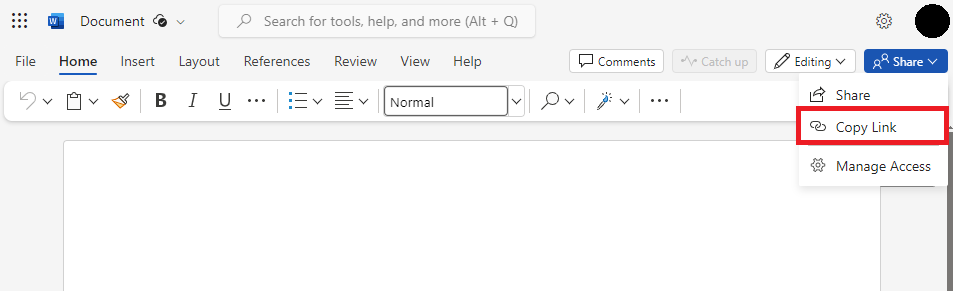 W Document Search for tools, help, and more (Alt + Q)
File Home Insert Layout References Review View Help Comments Catch up Editing Share
B I U Normal
Share
Copy Link
Manage Access